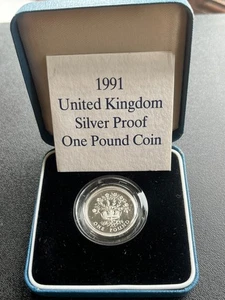 1991
United Kingdom
Silver Proof
One Pound Coin
ONE POUND